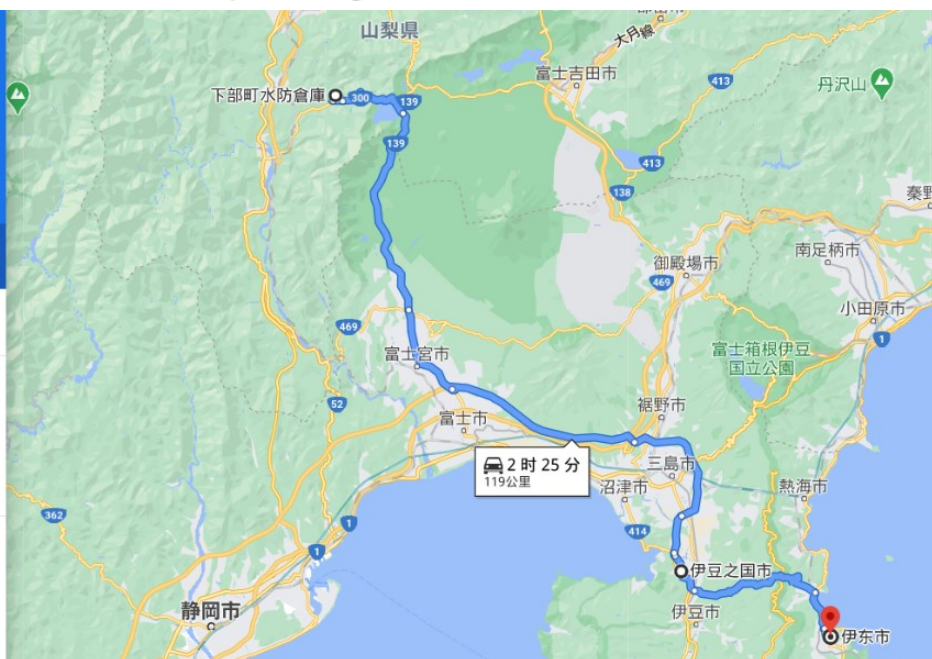 山梨県
大月線
富士吉田市
413
丹沢山
下部町水防倉庫
300
139
139
413
138
秦野
南足柄市
御殿場市
469
小田原市
1
469
富士箱根伊豆
国立公園
富士宮市
52
裾野市
富士市
2 时 25 分
119公里
三島市
沼津市
熱海市
362
1
414
1
伊豆之国市
静岡市
伊豆市
伊东市